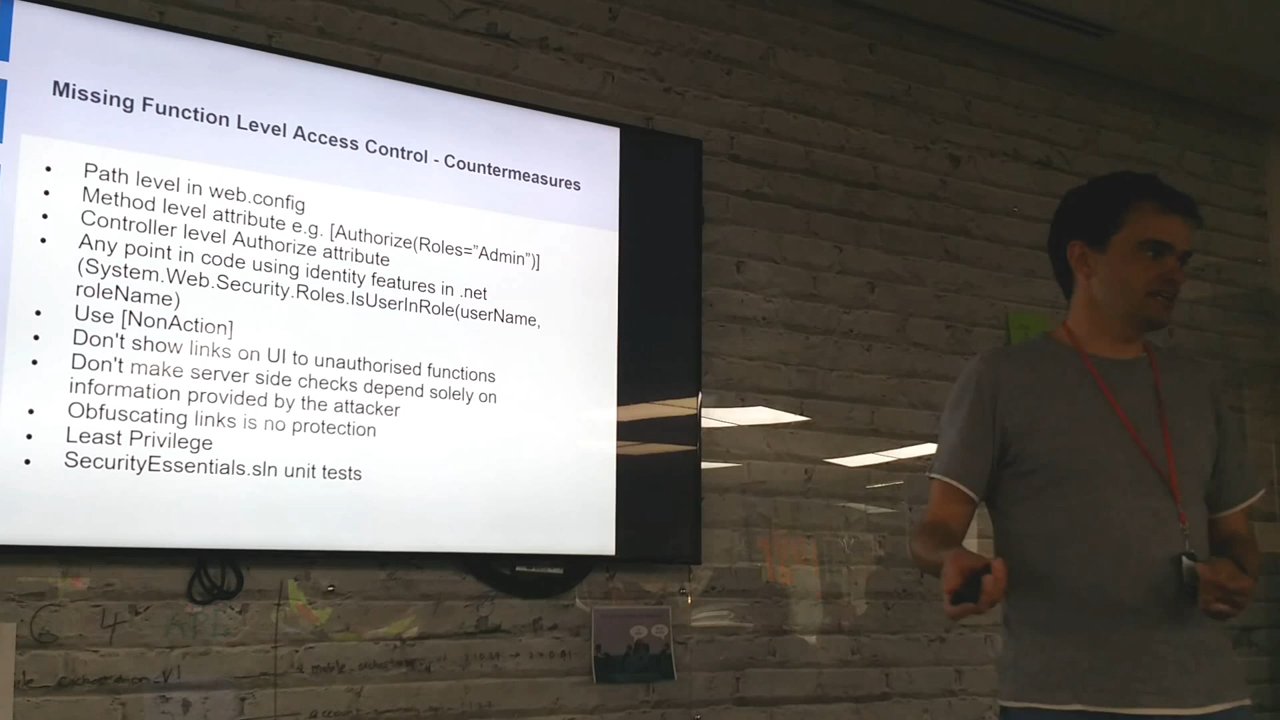 Missing Function Level Access Control - Countermeasures
• Path level in web.config
• Method level attribute e.g. [Authorize(Roles="Admin")]
• Controller level Authorize attribute
• Any point in code using identity features in .net
(System.Web.Security.Roles.IsUserInRole(userName,
roleName)
• Use [NonAction]
• Don't show links on UI to unauthorised functions
• Don't make server side checks depend solely on
information provided by the attacker
• Obfuscating links is no protection
• Least Privilege
• SecurityEssentials.sln unit tests
6 4